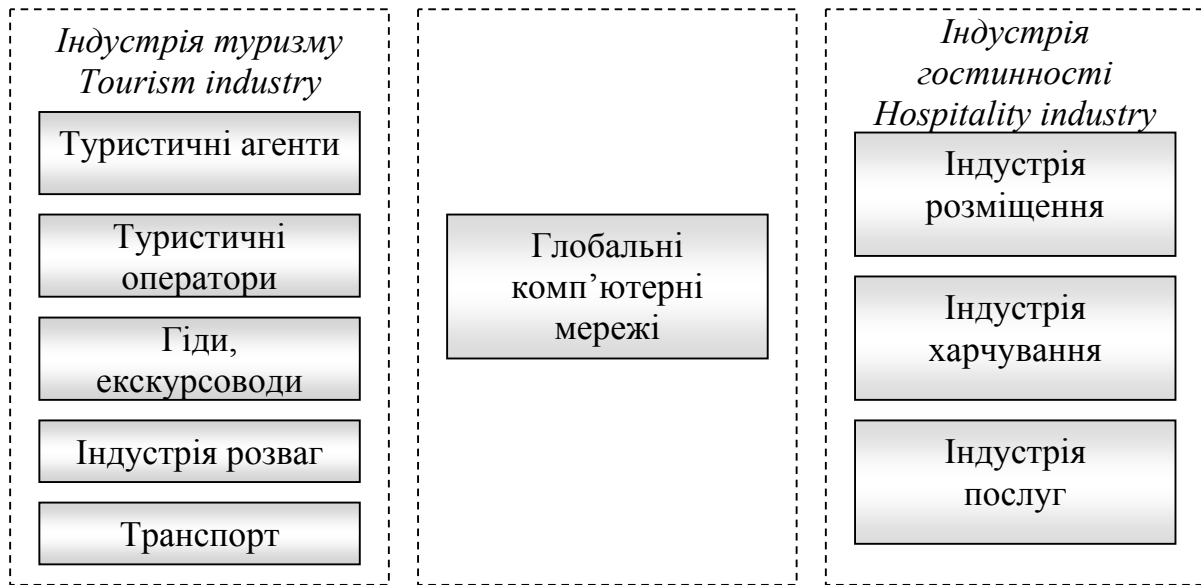 Індустрія туризму
Tourism industry
Туристичні агенти
Туристичні
оператори
Гіди,
екскурсоводи
Індустрія розваг
Транспорт
Глобальні
комп’ютерні
мережі
Індустрія
гостинності
Hospitality industry
Індустрія
розміщення
Індустрія
харчування
Індустрія
послуг